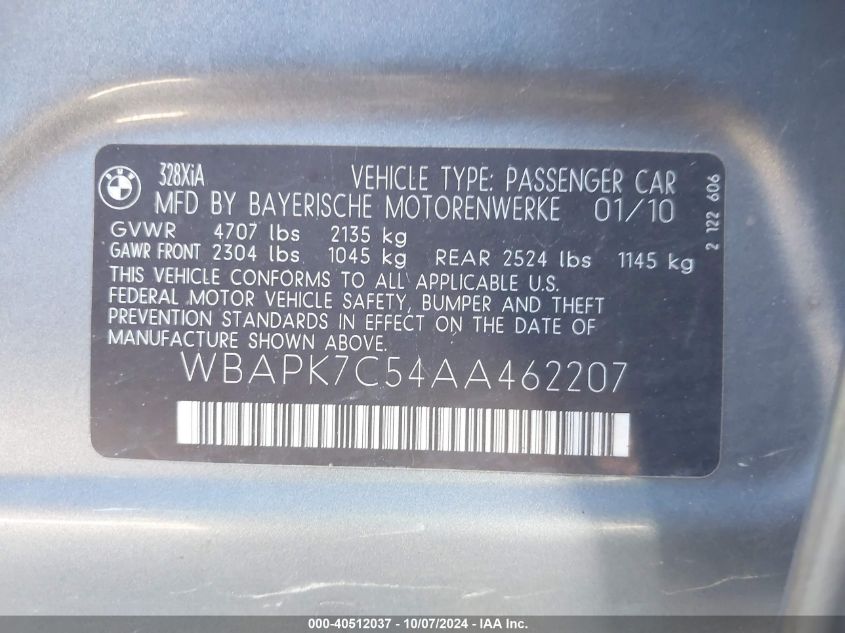 328XiA VEHICLE TYPE: PASSENGER CAR
MFD BY BAYERISCHE MOTORENWERKE 01/10
GVWR 4707 lbs 2135 kg
GAWR FRONT 2304 lbs 1045 kg REAR 2524 lbs 1145 kg
THIS VEHICLE CONFORMS TO ALL APPLICABLE U.S.
FEDERAL MOTOR VEHICLE SAFETY, BUMPER AND THEFT
PREVENTION STANDARDS IN EFFECT ON THE DATE OF
MANUFACTURE SHOWN ABOVE.
WBAPK7C54AA462207
2 122 606
000-40512037 - 10/07/2024 - IAA Inc.